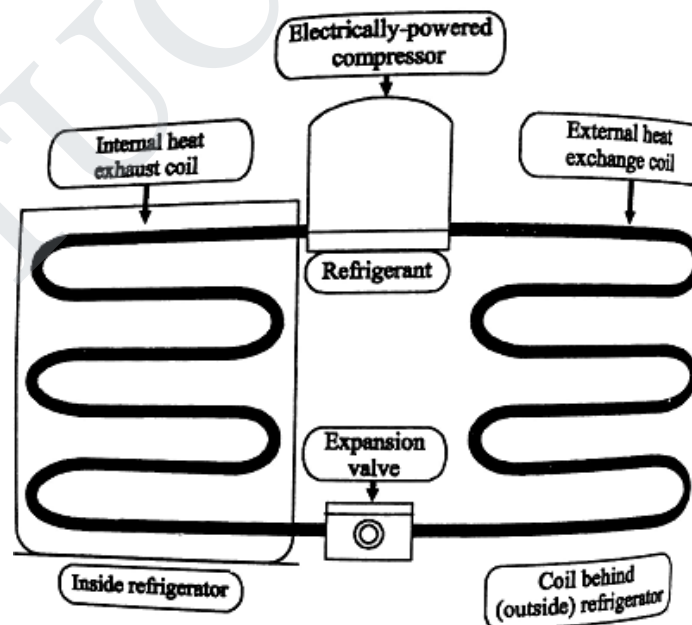 Electrically-powered
compressor
Internal heat
exhaust coil
External heat
exchange coil
Refrigerant
Expansion
valve
Inside refrigerator
Coil behind
(outside) refrigerator